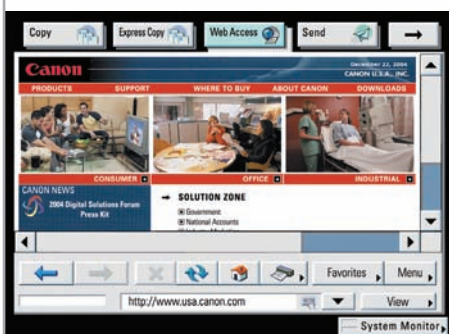 Copy Express Copy Web Access Send
Canon
December 22, 2004
CANON U.S.A., INC.
PRODUCTS SUPPORT WHERE TO BUY ABOUT CANON DOWNLOADS
CONSUMER OFFICE INDUSTRIAL
CANON NEWS
2004 Digital Solutions Forum
Press Kit
SOLUTION ZONE
Government
National Accounts
Favorites Menu
http://www.usa.canon.com View
System Monitor